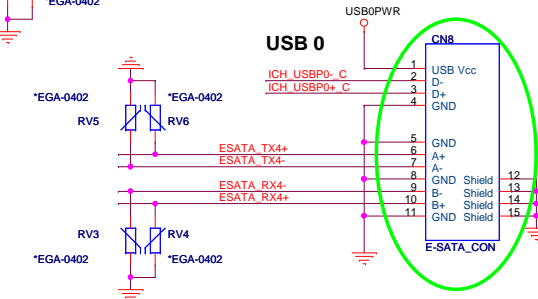 *EGA-0402
USB0PWR
USB 0
CN8
1 USB Vcc
ICH_USBP0-_C 2 D-
ICH_USBP0+_C 3 D+
4 GND
*EGA-0402 *EGA-0402
RV5 RV6
5 GND
ESATA_TX4+ 6 A+
ESATA_TX4- 7 A-
8 GND Shield 12
ESATA_RX4- 9 B- Shield 13
ESATA_RX4+ 10 B+ Shield 14
11 GND Shield 15
RV3 RV4
E-SATA_CON
*EGA-0402 *EGA-0402